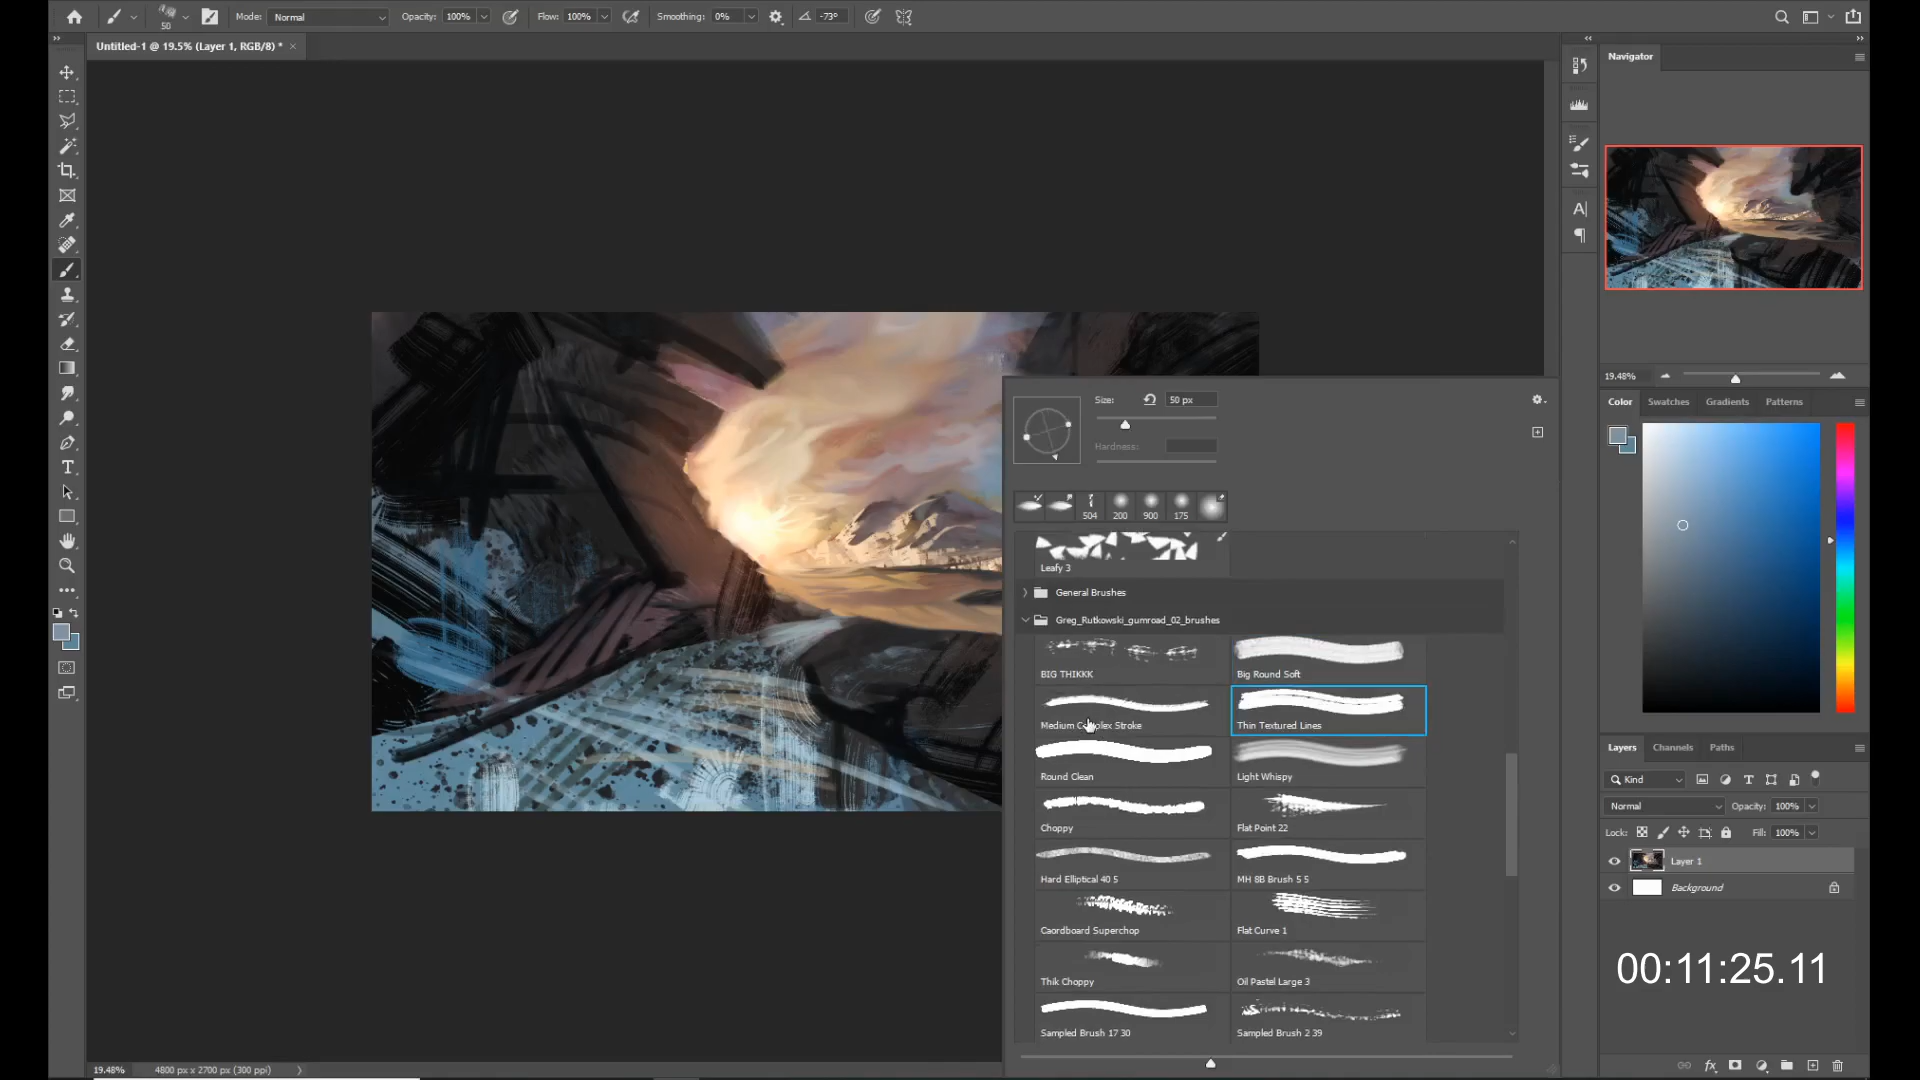 50
Mode: Normal
Opacity: 100%
Flow: 100%
Smoothing: 0%
-73°
Untitled-1 @ 19.5% (Layer 1, RGB/8) *
Navigator
19.48%
Color Swatches Gradients Patterns
Size: 50 px
Hardness:
504 200 900 175
Leafy 3
General Brushes
Greg_Rutkowski_gumroad_02_brushes
BIG THIKKK Big Round Soft
Medium Complex Stroke Thin Textured Lines
Round Clean Light Whispy
Choppy Flat Point 22
Hard Elliptical 40 5 MH 8B Brush 5 5
Caordboard Superchop Flat Curve 1
Thik Choppy Oil Pastel Large 3
Sampled Brush 17 30 Sampled Brush 2 39
Layers Channels Paths
Kind
Normal Opacity: 100%
Lock: Fill: 100%
Layer 1
Background
00:11:25.11
19.48% 4800 px x 2700 px (300 ppi)